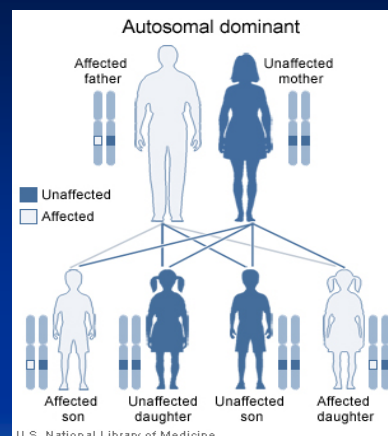 Autosomal dominant
Affected
father
Unaffected
mother
Unaffected
Affected
Affected
son
Unaffected
daughter
Unaffected
son
Affected
daughter
U.S. National Library of Medicine